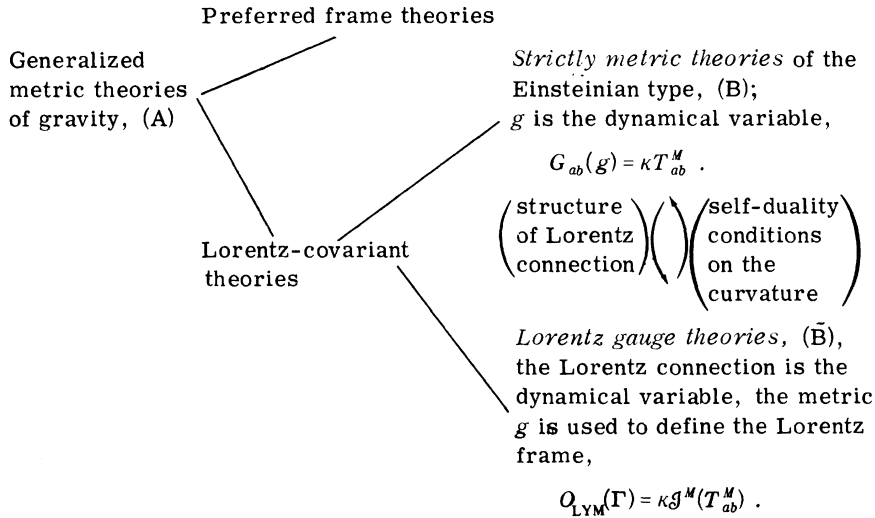 Preferred frame theories
Generalized
metric theories
of gravity, (A)
Strictly metric theories of the
Einsteinian type, (B);
g is the dynamical variable,
G_ab(g) = κT^M_ab .
(structure
of Lorentz
connection)
(self-duality
conditions
on the
curvature)
Lorentz-covariant
theories
Lorentz gauge theories, (B̃),
the Lorentz connection is the
dynamical variable, the metric
g is used to define the Lorentz
frame,
O_LYM(Γ) = κ𝒥^M(T^M_ab) .